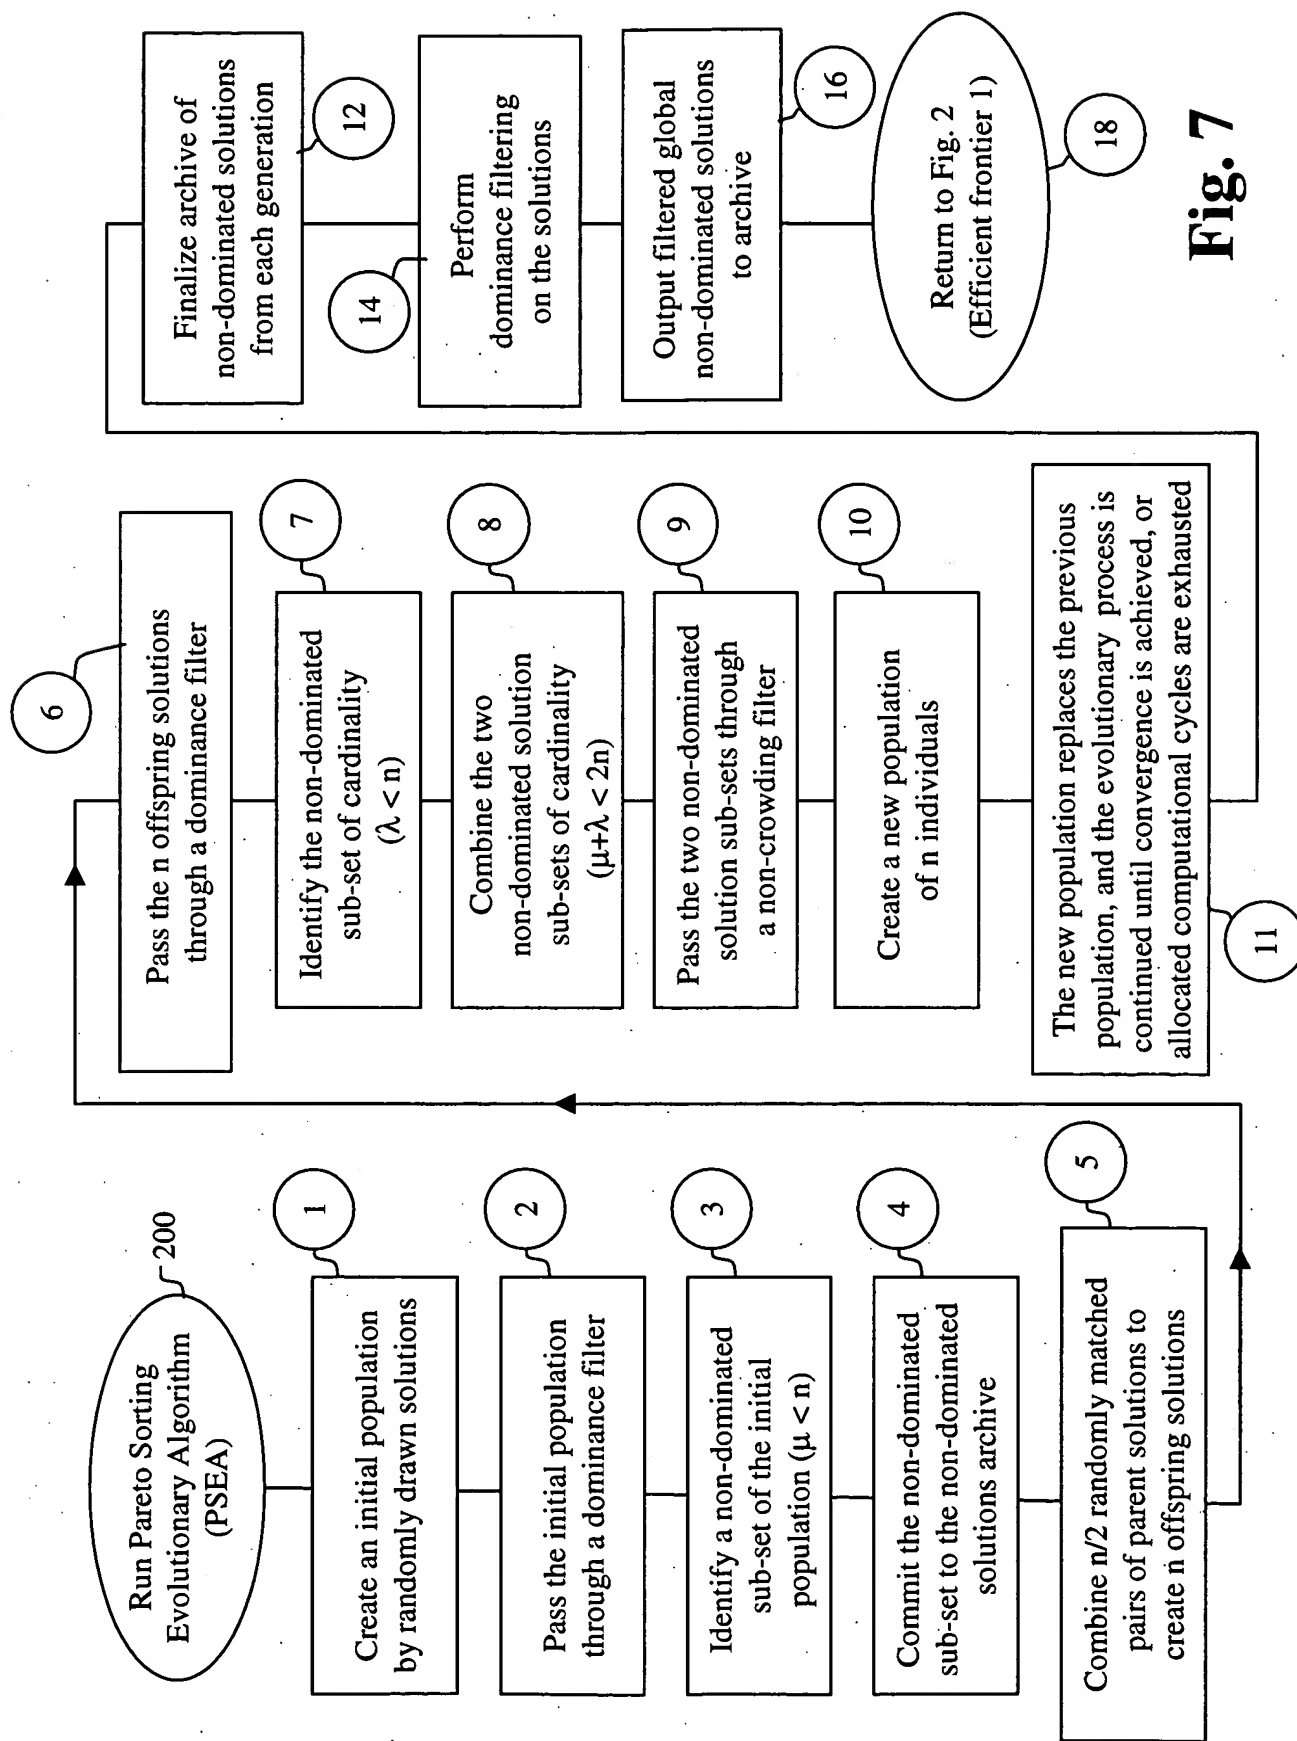 Run Pareto Sorting
Evolutionary Algorithm
(PSEA)
200
Create an initial population
by randomly drawn solutions
1
Pass the initial population
through a dominance filter
2
Identify a non-dominated
sub-set of the initial
population (μ < n)
3
Commit the non-dominated
sub-set to the non-dominated
solutions archive
4
Combine n/2 randomly matched
pairs of parent solutions to
create n offspring solutions
5
Pass the n offspring solutions
through a dominance filter
6
Identify the non-dominated
sub-set of cardinality
(λ < n)
7
Combine the two
non-dominated solution
sub-sets of cardinality
(μ+λ < 2n)
8
Pass the two non-dominated
solution sub-sets through
a non-crowding filter
9
Create a new population
of n individuals
10
The new population replaces the previous
population, and the evolutionary process is
continued until convergence is achieved, or
allocated computational cycles are exhausted
11
Finalize archive of
non-dominated solutions
from each generation
12
Perform
dominance filtering
on the solutions
14
Output filtered global
non-dominated solutions
to archive
16
Return to Fig. 2
(Efficient frontier 1)
18
Fig. 7